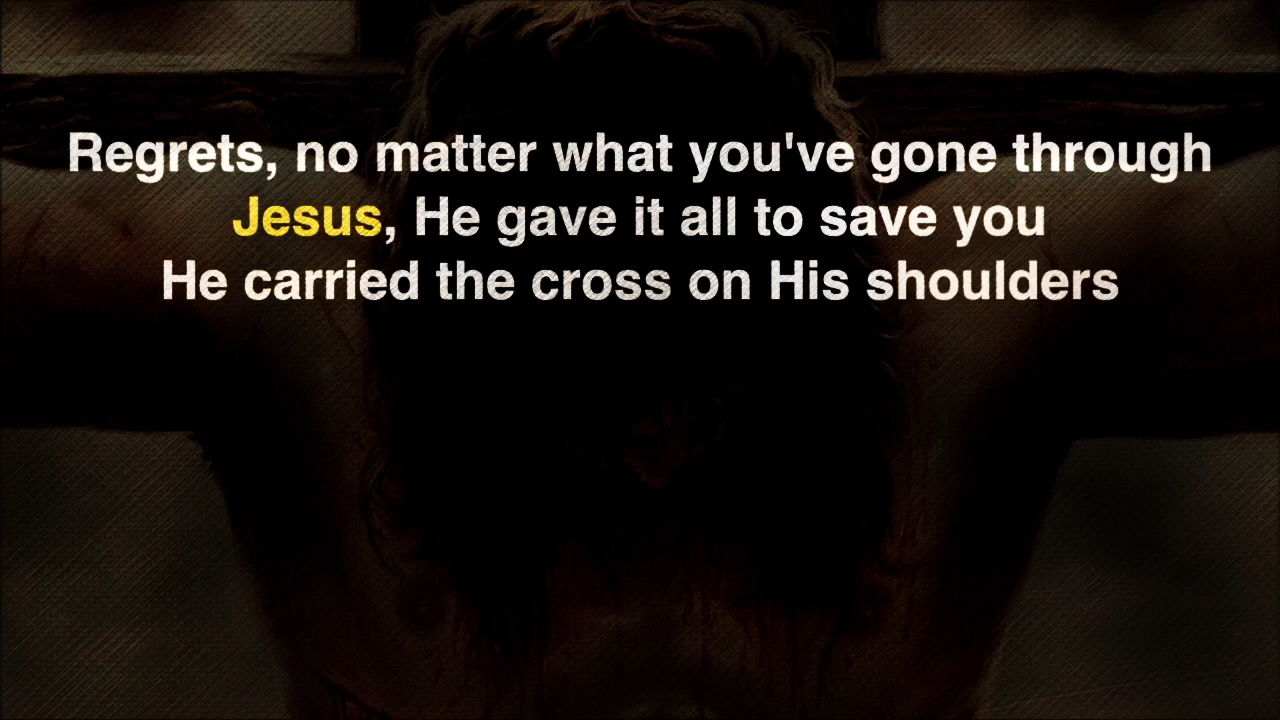 Regrets, no matter what you've gone through
Jesus, He gave it all to save you
He carried the cross on His shoulders